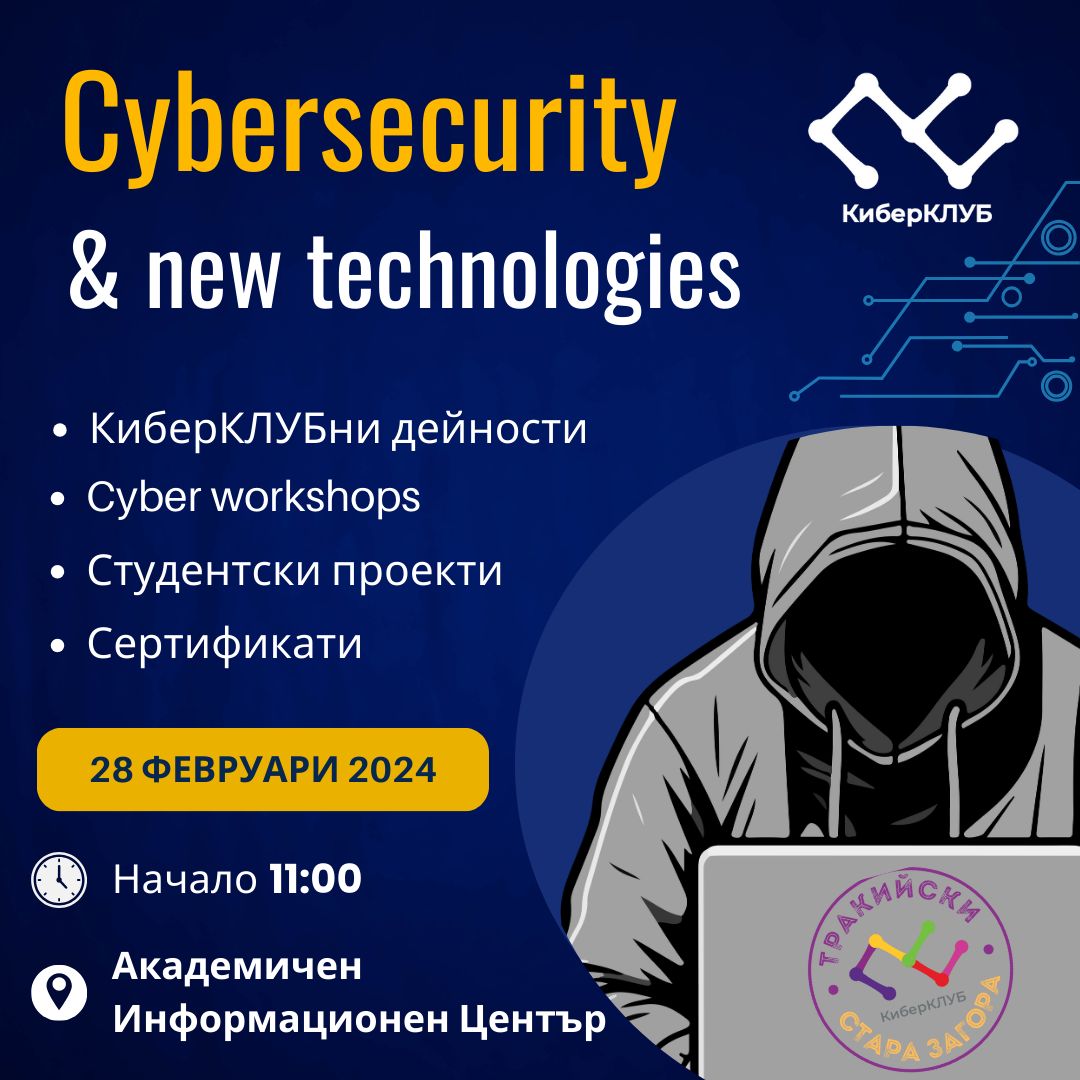 Cybersecurity
& new technologies
КиберКЛУБ
КиберКЛУБни дейности
Cyber workshops
Студентски проекти
Сертификати
28 ФЕВРУАРИ 2024
Начало 11:00
Академичен
Информационен Център
ТРАКИЙСКИ
КиберКЛУБ
СТАРА ЗАГОРА